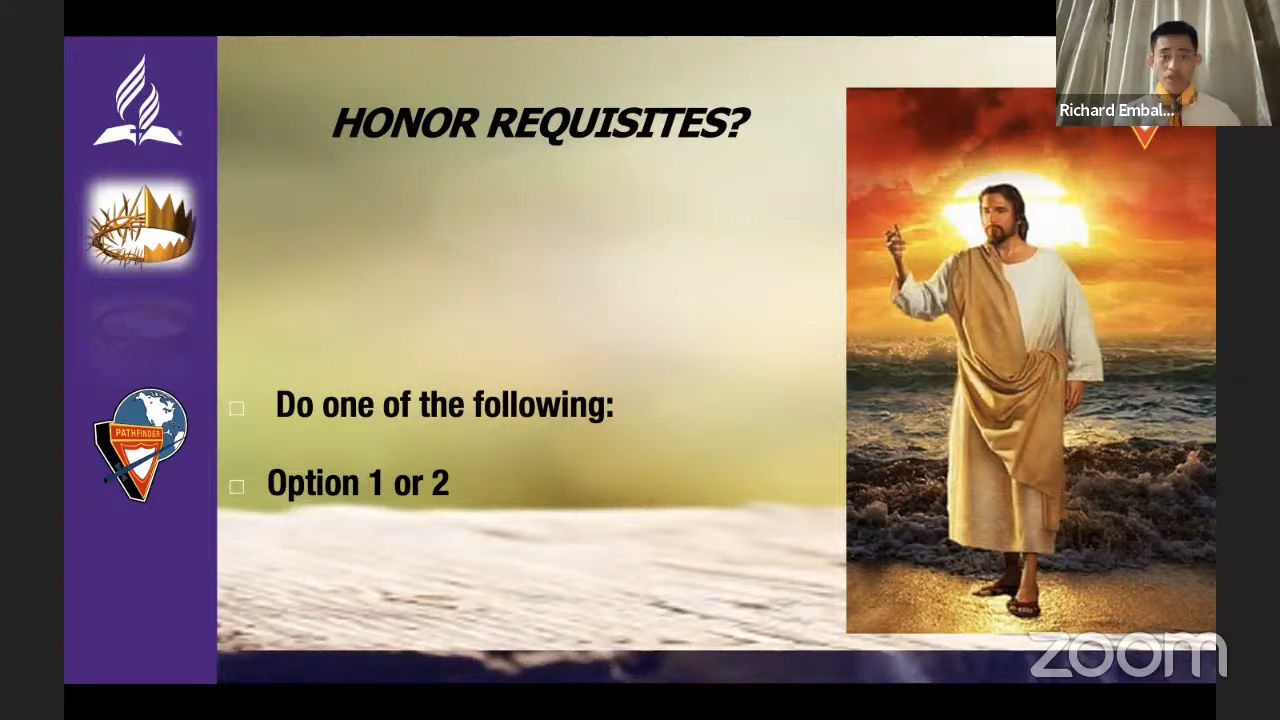 HONOR REQUISITES?
Richard Embal...
PATHFINDER
Do one of the following:
Option 1 or 2
zoom